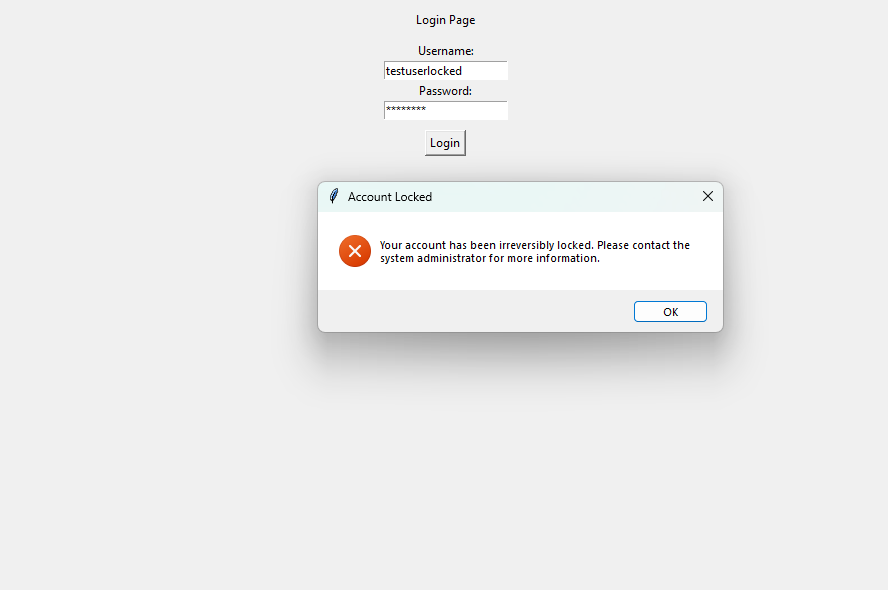 Login Page
Username:
testuserlocked
Password:
********
Login
Account Locked
Your account has been irreversibly locked. Please contact the
system administrator for more information.
OK